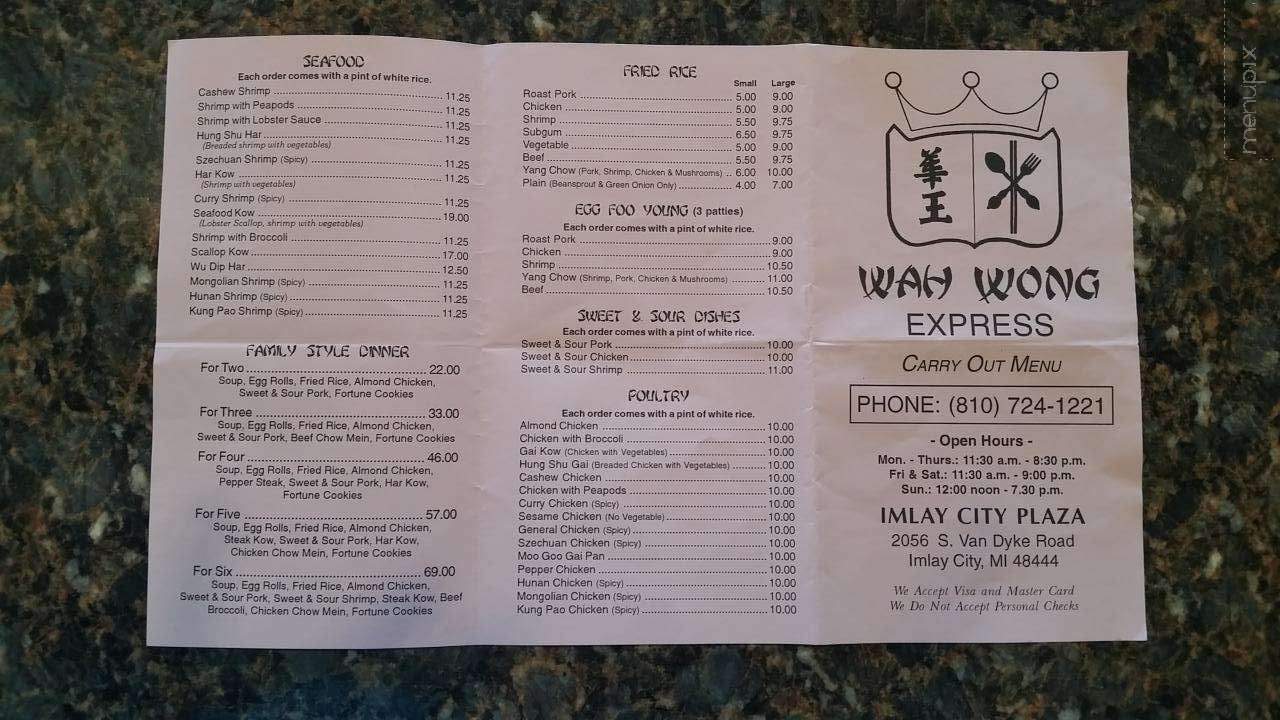 SEAFOOD
Each order comes with a pint of white rice.
Cashew Shrimp 11.25
Shrimp with Peapods 11.25
Shrimp with Lobster Sauce 11.25
Hung Shu Har 11.25
(Breaded shrimp with vegetables)
Szechuan Shrimp (Spicy) 11.25
Har Kow 11.25
(Shrimp with vegetables)
Curry Shrimp (Spicy) 11.25
Seafood Kow 19.00
(Lobster Scallop, shrimp with vegetables)
Shrimp with Broccoli 11.25
Scallop Kow 17.00
Wu Dip Har 12.50
Mongolian Shrimp (Spicy) 11.25
Hunan Shrimp (Spicy) 11.25
Kung Pao Shrimp (Spicy) 11.25
FAMILY STYLE DINNER
For Two 22.00
Soup, Egg Rolls, Fried Rice, Almond Chicken,
Sweet & Sour Pork, Fortune Cookies
For Three 33.00
Soup, Egg Rolls, Fried Rice, Almond Chicken,
Sweet & Sour Pork, Beef Chow Mein, Fortune Cookies
For Four 46.00
Soup, Egg Rolls, Fried Rice, Almond Chicken,
Pepper Steak, Sweet & Sour Pork, Har Kow,
Fortune Cookies
For Five 57.00
Soup, Egg Rolls, Fried Rice, Almond Chicken,
Steak Kow, Sweet & Sour Pork, Har Kow,
Chicken Chow Mein, Fortune Cookies
For Six 69.00
Soup, Egg Rolls, Fried Rice, Almond Chicken,
Sweet & Sour Pork, Sweet & Sour Shrimp, Steak Kow, Beef
Broccoli, Chicken Chow Mein, Fortune Cookies
FRIED RICE
Small Large
Roast Pork 5.00 9.00
Chicken 5.00 9.00
Shrimp 5.50 9.75
Subgum 6.50 9.75
Vegetable 5.00 9.00
Beef 5.50 9.75
Yang Chow (Pork, Shrimp, Chicken & Mushrooms) 6.00 10.00
Plain (Beansprout & Green Onion Only) 4.00 7.00
EGG FOO YOUNG (3 patties)
Each order comes with a pint of white rice.
Roast Pork 9.00
Chicken 9.00
Shrimp 10.50
Yang Chow (Shrimp, Pork, Chicken & Mushrooms) 11.00
Beef 10.50
SWEET & SOUR DISHES
Each order comes with a pint of white rice.
Sweet & Sour Pork 10.00
Sweet & Sour Chicken 10.00
Sweet & Sour Shrimp 11.00
POULTRY
Each order comes with a pint of white rice.
Almond Chicken 10.00
Chicken with Broccoli 10.00
Gai Kow (Chicken with Vegetables) 10.00
Hung Shu Gai (Breaded Chicken with Vegetables) 10.00
Cashew Chicken 10.00
Chicken with Peapods 10.00
Curry Chicken (Spicy) 10.00
Sesame Chicken (No Vegetable) 10.00
General Chicken (Spicy) 10.00
Szechuan Chicken (Spicy) 10.00
Moo Goo Gai Pan 10.00
Pepper Chicken 10.00
Hunan Chicken (Spicy) 10.00
Mongolian Chicken (Spicy) 10.00
Kung Pao Chicken (Spicy) 10.00
華王
WAH WONG
EXPRESS
CARRY OUT MENU
PHONE: (810) 724-1221
- Open Hours -
Mon. - Thurs.: 11:30 a.m. - 8:30 p.m.
Fri & Sat.: 11:30 a.m. - 9:00 p.m.
Sun.: 12:00 noon - 7.30 p.m.
IMLAY CITY PLAZA
2056 S. Van Dyke Road
Imlay City, MI 48444
We Accept Visa and Master Card
We Do Not Accept Personal Checks
menupix